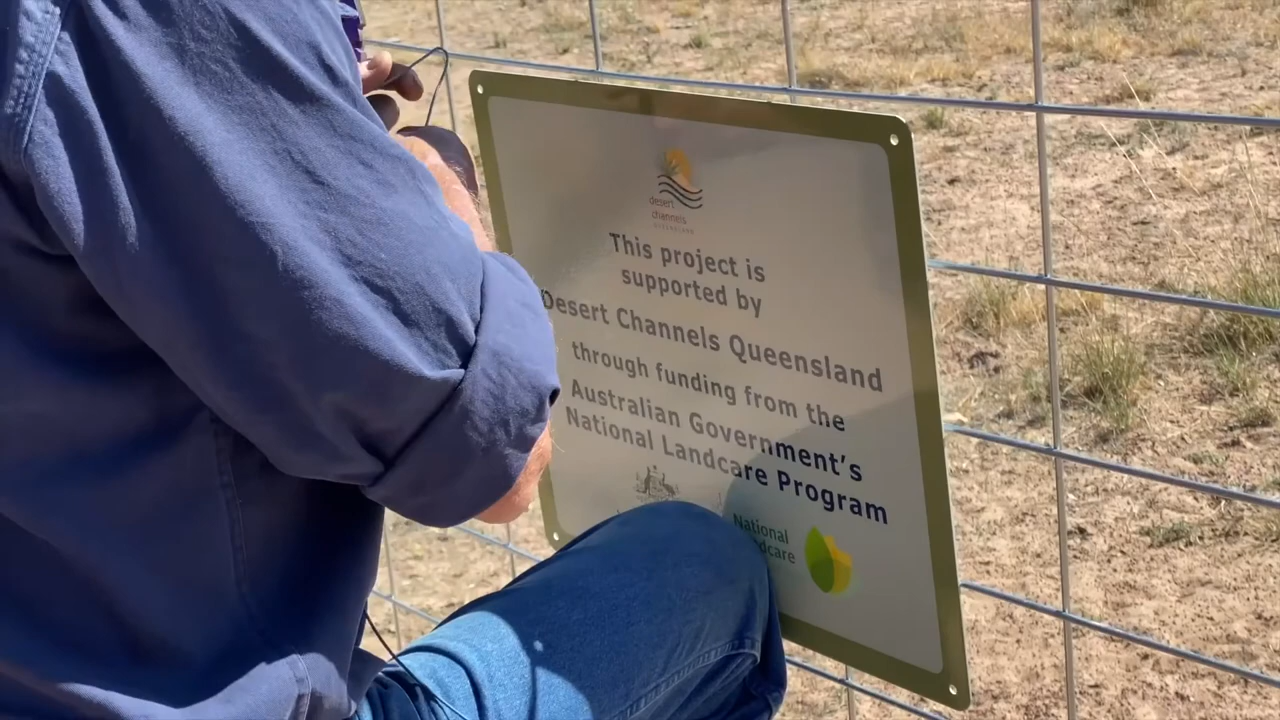 desert
channels
QUEENSLAND
This project is
supported by
Desert Channels Queensland
through funding from the
Australian Government's
National Landcare Program
National